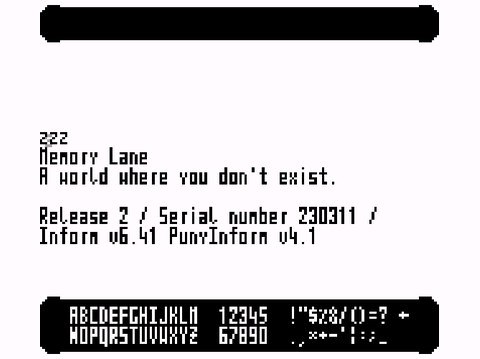 222
Memory Lane
A world where you don't exist.
Release 2 / Serial number 230311 /
Inform v6.41 PunyInform v4.1
ABCDEFGHIJKLM 12345 !"$%&/()=? ←
NOPQRSTUVWXYZ 67890 .,×+-'|:;_